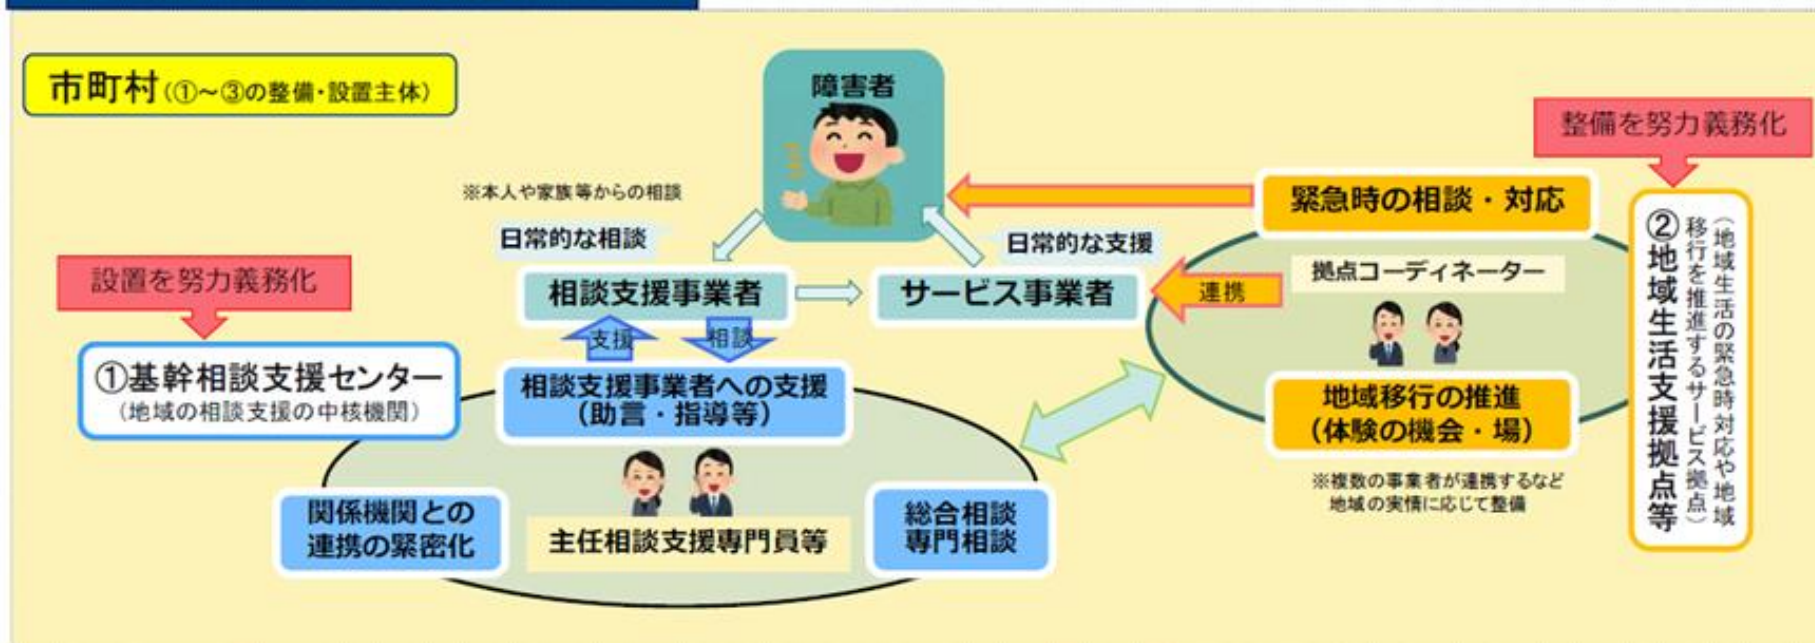 市町村(①～③の整備・設置主体)
障害者
整備を努力義務化
※本人や家族等からの相談
緊急時の相談・対応
日常的な相談
日常的な支援
設置を努力義務化
相談支援事業者
サービス事業者
連携
拠点コーディネーター
支援
相談
①基幹相談支援センター
(地域の相談支援の中核機関)
相談支援事業者への支援
(助言・指導等)
地域移行の推進
(体験の機会・場)
②地域生活支援拠点等
(地域生活の緊急時対応や地域
移行を推進するサービス拠点)
※複数の事業者が連携するなど
地域の実情に応じて整備
関係機関との
連携の緊密化
主任相談支援専門員等
総合相談
専門相談